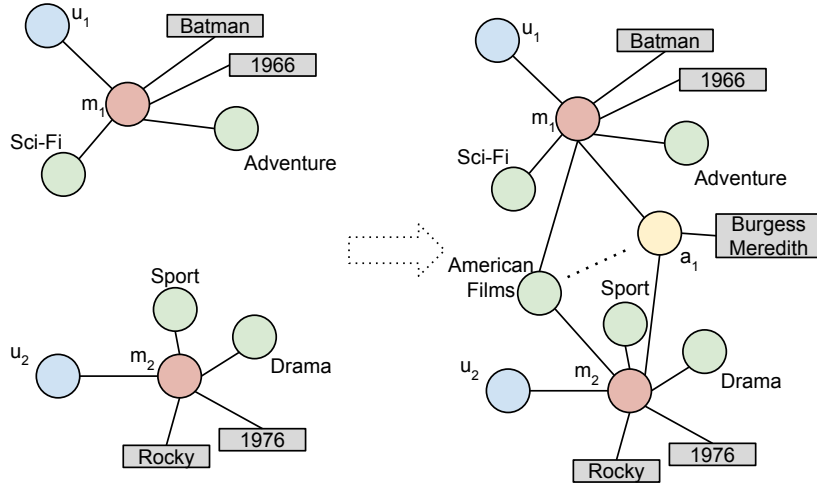 u1
Batman
1966
m1
Sci-Fi
Adventure
Sport
u2
m2
Drama
1976
Rocky
u1
Batman
1966
m1
Sci-Fi
Adventure
Burgess
Meredith
a1
American
Films
Sport
u2
m2
Drama
1976
Rocky